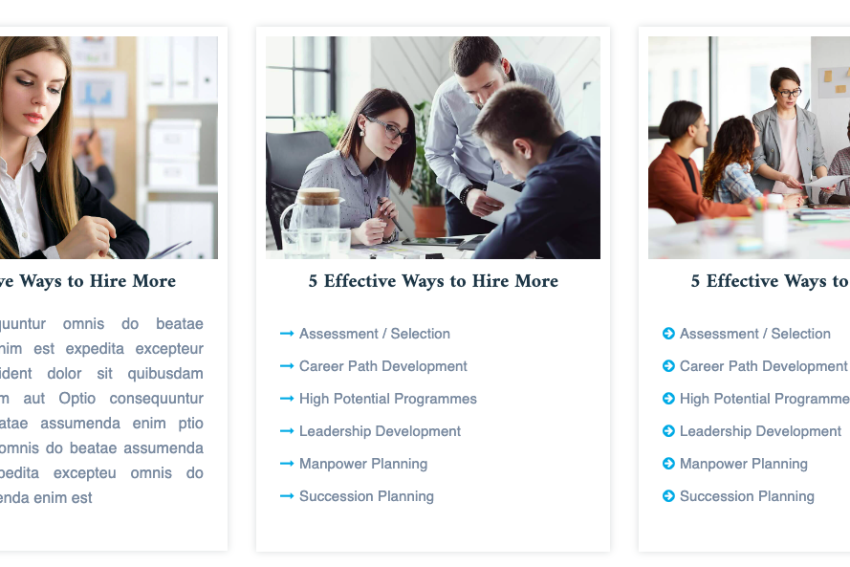 ve Ways to Hire More
quuntur omnis do beatae
nim est expedita excepteur
ident dolor sit quibusdam
m aut Optio consequuntur
atae assumenda enim ptio
omnis do beatae assumenda
pedita excepteu omnis do
enda enim est
5 Effective Ways to Hire More
Assessment / Selection
Career Path Development
High Potential Programmes
Leadership Development
Manpower Planning
Succession Planning
5 Effective Ways to
Assessment / Selection
Career Path Development
High Potential Programme
Leadership Development
Manpower Planning
Succession Planning